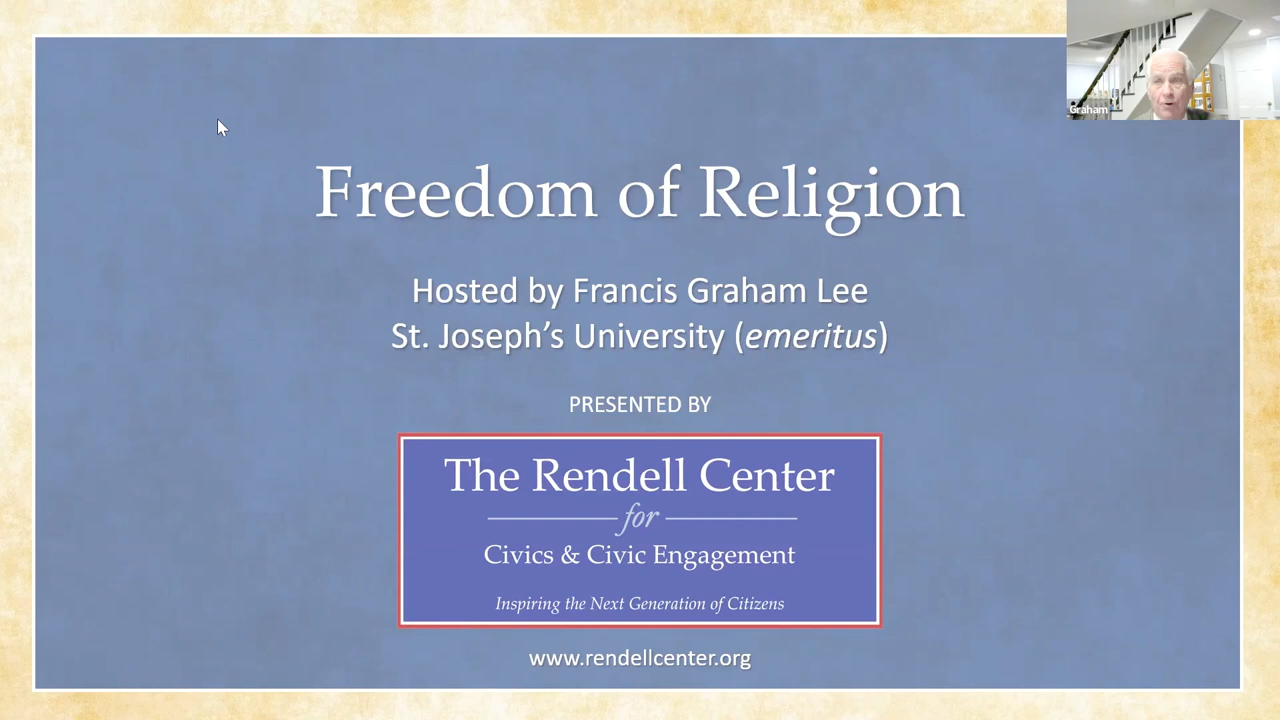 Graham
Freedom of Religion
Hosted by Francis Graham Lee
St. Joseph’s University (emeritus)
PRESENTED BY
The Rendell Center
for
Civics & Civic Engagement
Inspiring the Next Generation of Citizens
www.rendellcenter.org